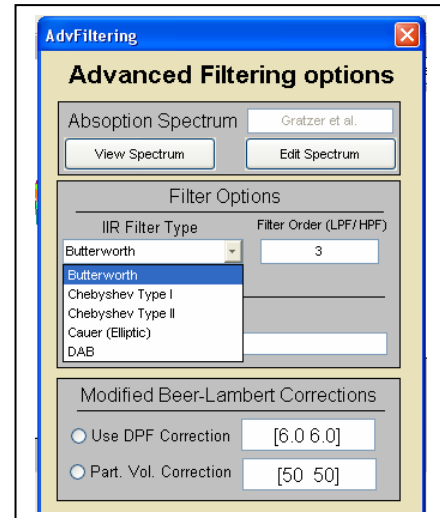 AdvFiltering
Advanced Filtering options
Absoption Spectrum Gratzer et al.
View Spectrum Edit Spectrum
Filter Options
IIR Filter Type Filter Order (LPF/HPF)
Butterworth 3
Butterworth
Chebyshev Type I
Chebyshev Type II
Cauer (Elliptic)
DAB
Modified Beer-Lambert Corrections
Use DPF Correction [6.0 6.0]
Part. Vol. Correction [50 50]